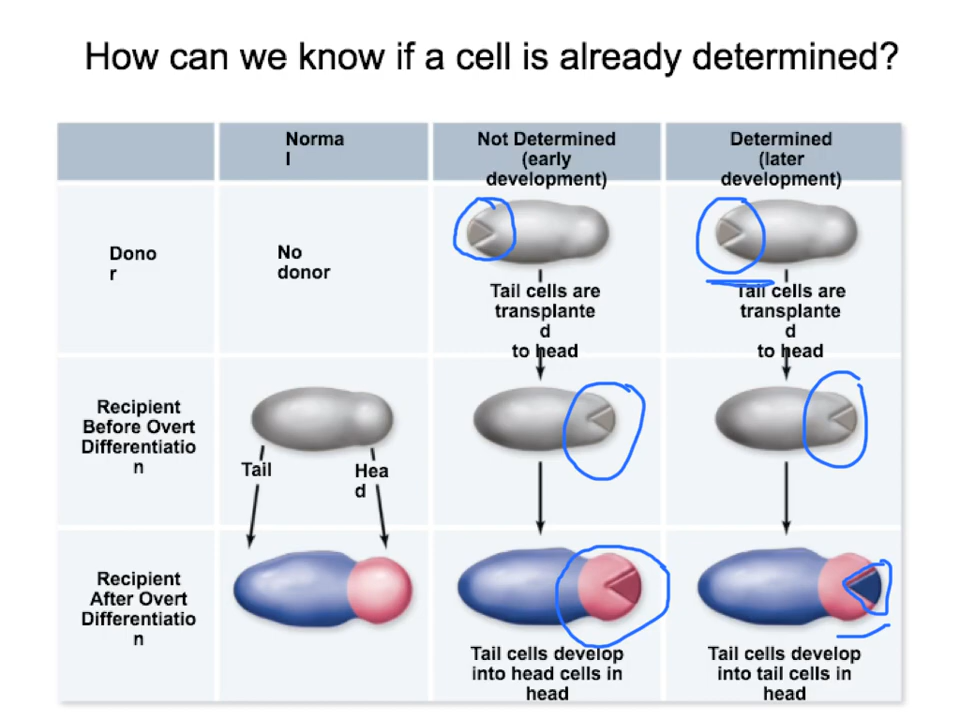 How can we know if a cell is already determined?
Norma
l
Not Determined
(early
development)
Determined
(later
development)
Dono
r
No
donor
Tail cells are
transplante
d
to head
Tail cells are
transplante
d
to head
Recipient
Before Overt
Differentiatio
n
Tail
Hea
d
Recipient
After Overt
Differentiatio
n
Tail cells develop
into head cells in
head
Tail cells develop
into tail cells in
head